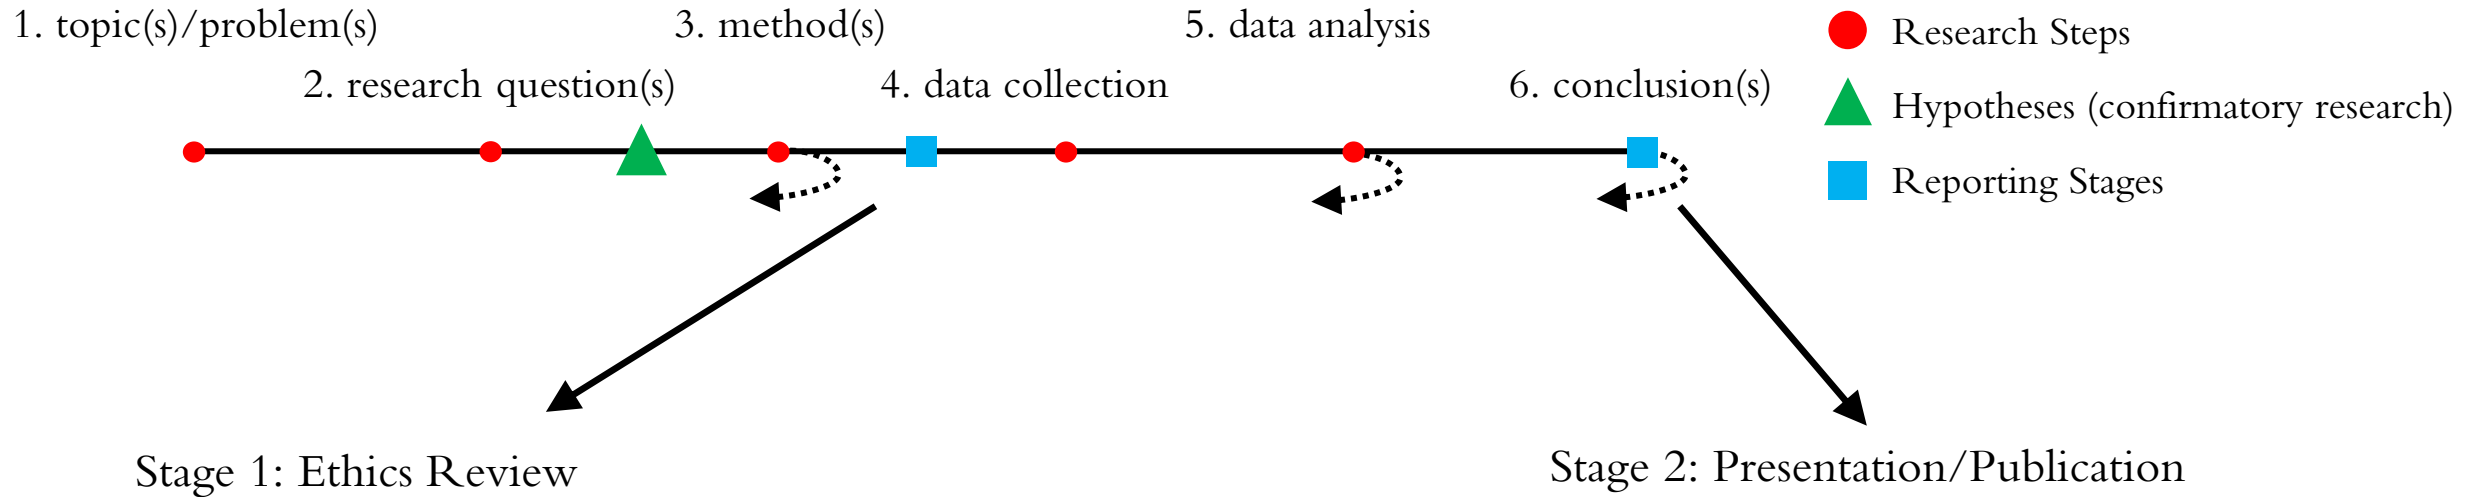 1. topic(s)/problem(s)
3. method(s)
5. data analysis
2. research question(s)
4. data collection
6. conclusion(s)
Research Steps
Hypotheses (confirmatory research)
Reporting Stages
Stage 1: Ethics Review
Stage 2: Presentation/Publication